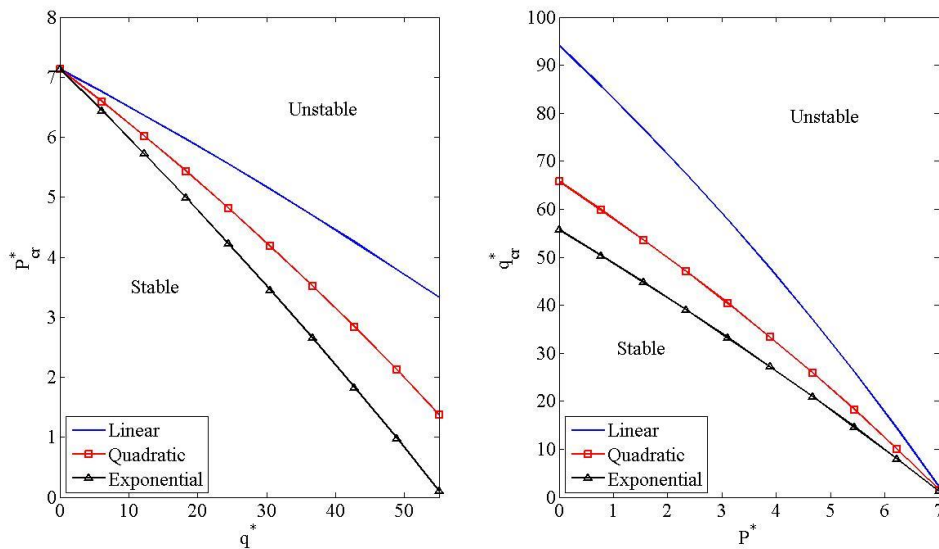 8
7
6
5
4
3
2
1
0
P*cr
Unstable
Stable
Linear
Quadratic
Exponential
0 10 20 30 40 50
q*
100
90
80
70
60
50
40
30
20
10
0
q*cr
Unstable
Stable
Linear
Quadratic
Exponential
0 1 2 3 4 5 6 7
P*